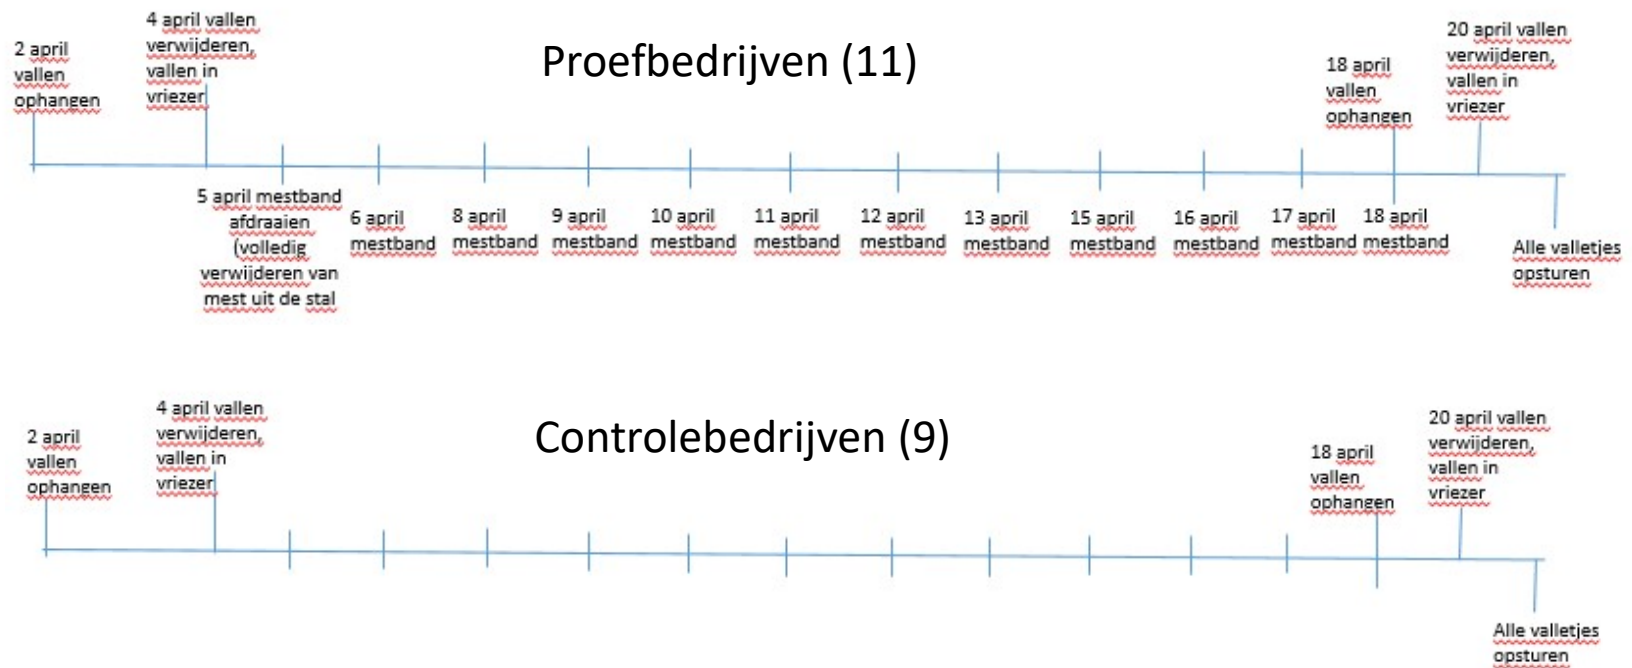 2 april
vallen
ophangen
4 april vallen
verwijderen,
vallen in
vriezer
Proefbedrijven (11)
18 april
vallen
ophangen
20 april vallen
verwijderen,
vallen in
vriezer
5 april mestband
afdraaien
(volledig
verwijderen van
mest uit de stal
6 april
mestband
8 april
mestband
9 april
mestband
10 april
mestband
11 april
mestband
12 april
mestband
13 april
mestband
15 april
mestband
16 april
mestband
17 april
mestband
18 april
mestband
Alle valletjes
opsturen
2 april
vallen
ophangen
4 april vallen
verwijderen,
vallen in
vriezer
Controlebedrijven (9)
18 april
vallen
ophangen
20 april vallen
verwijderen,
vallen in
vriezer
Alle valletjes
opsturen